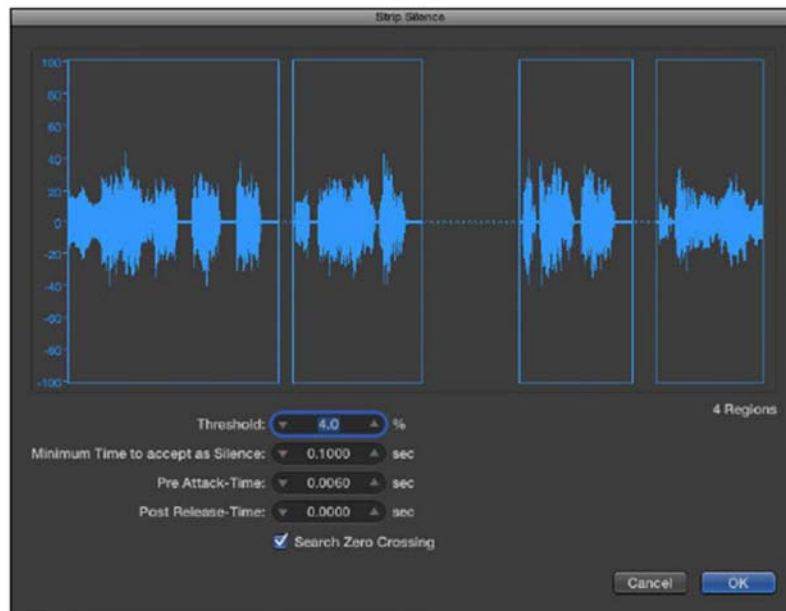 Strip Silence
100
80
60
40
20
0
-20
-40
-60
-80
-100
4 Regions
Threshold: 4.0 %
Minimum Time to accept as Silence: 0.1000 sec
Pre Attack-Time: 0.0060 sec
Post Release-Time: 0.0000 sec
Search Zero Crossing
Cancel OK